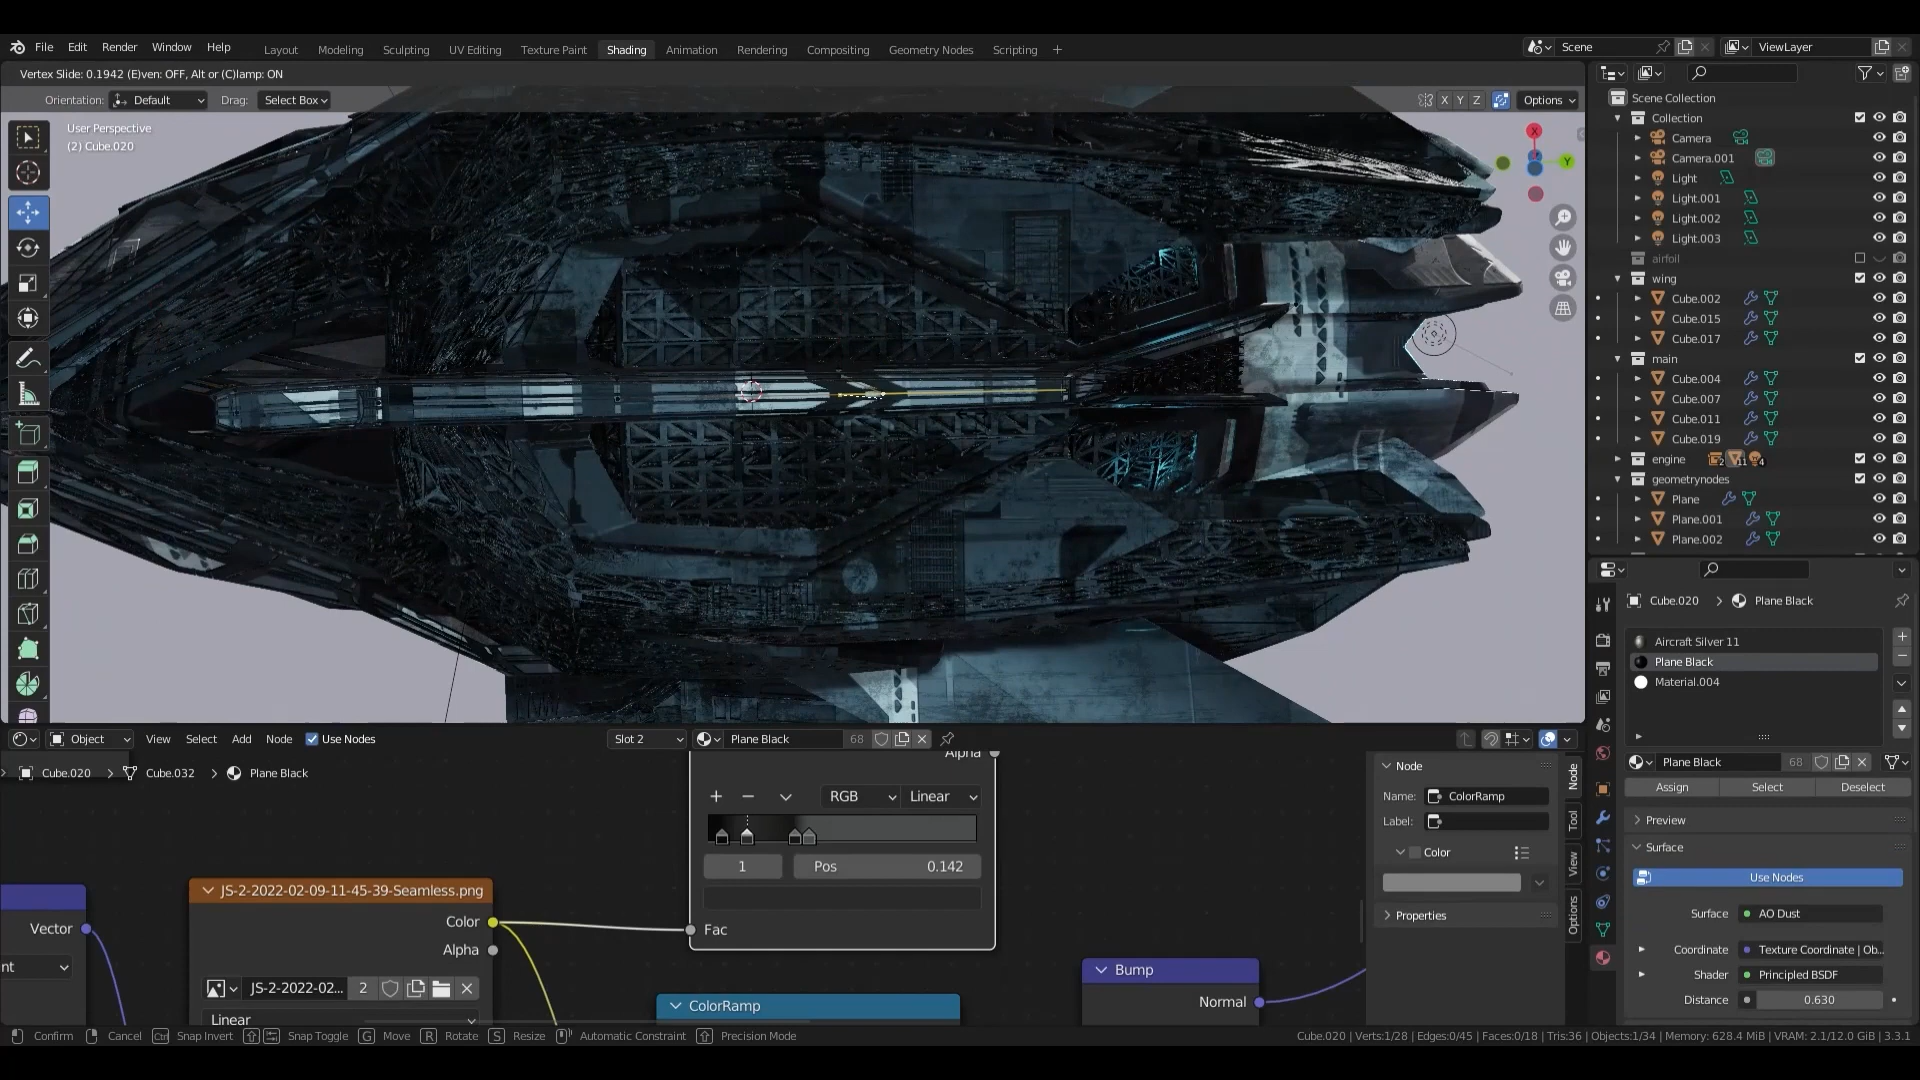 File Edit Render Window Help Layout Modeling Sculpting UV Editing Texture Paint Shading Animation Rendering Compositing Geometry Nodes Scripting + Scene ViewLayer
Vertex Slide: 0.1942 (E)ven: OFF, Alt or (C)lamp: ON
Orientation: Default Drag: Select Box X Y Z Options
User Perspective
(2) Cube.020
X
Y
Scene Collection
Collection
Camera
Camera.001
Light
Light.001
Light.002
Light.003
airfoil
wing
Cube.002
Cube.015
Cube.017
main
Cube.004
Cube.007
Cube.011
Cube.019
engine 2 11 4
geometrynodes
Plane
Plane.001
Plane.002
Cube.020 > Plane Black
Aircraft Silver 11
Plane Black
Material.004
Plane Black 68
Assign Select Deselect
Preview
Surface
Use Nodes
Surface AO Dust
Coordinate Texture Coordinate | Ob...
Shader Principled BSDF
Distance 0.630
Object View Select Add Node Use Nodes Slot 2 Plane Black 68
Cube.020 > Cube.032 > Plane Black
Alpha
RGB Linear
1 Pos 0.142
Fac
Vector
nt
JS-2-2022-02-09-11-45-39-Seamless.png
Color
Alpha
JS-2-2022-02... 2
Linear
ColorRamp
Bump
Normal
Node
Name: ColorRamp
Label:
Color
Properties
Node
Tool
View
Options
Confirm Cancel Ctrl Snap Invert Snap Toggle G Move R Rotate S Resize Automatic Constraint Precision Mode
Cube.020 | Verts:1/28 | Edges:0/45 | Faces:0/18 | Tris:36 | Objects:1/34 | Memory: 628.4 MiB | VRAM: 2.1/12.0 GiB | 3.3.1